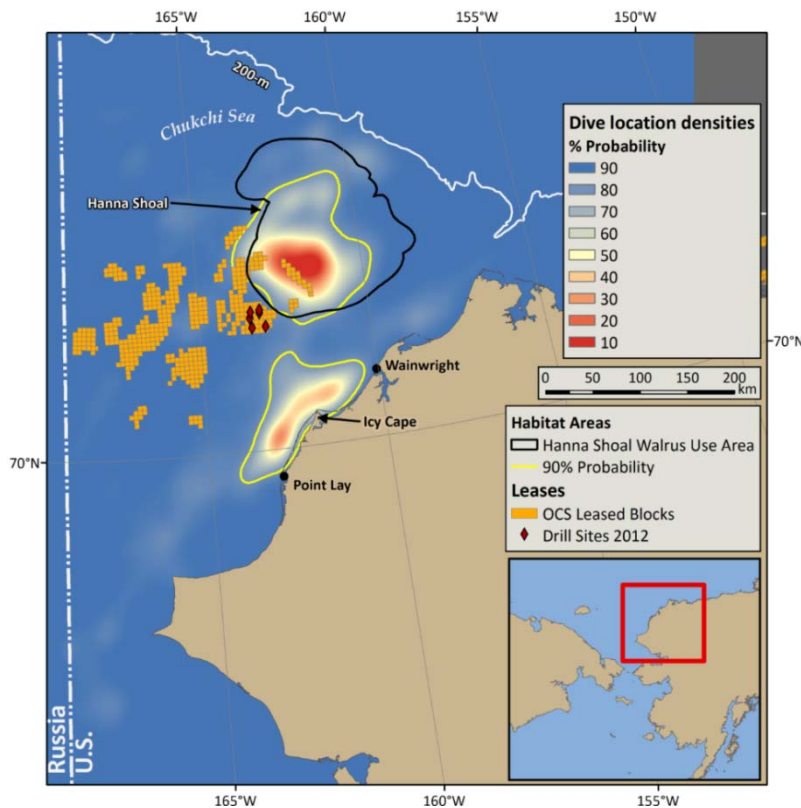 165°W
160°W
155°W
150°W
200-m
Chukchi Sea
Hanna Shoal
Dive location densities
% Probability
90
80
70
60
50
40
30
20
10
70°N
Wainwright
0 50 100 150 200
km
Icy Cape
Habitat Areas
Hanna Shoal Walrus Use Area
90% Probability
70°N
Point Lay
Leases
OCS Leased Blocks
Drill Sites 2012
Russia
U.S.
165°W
160°W
155°W